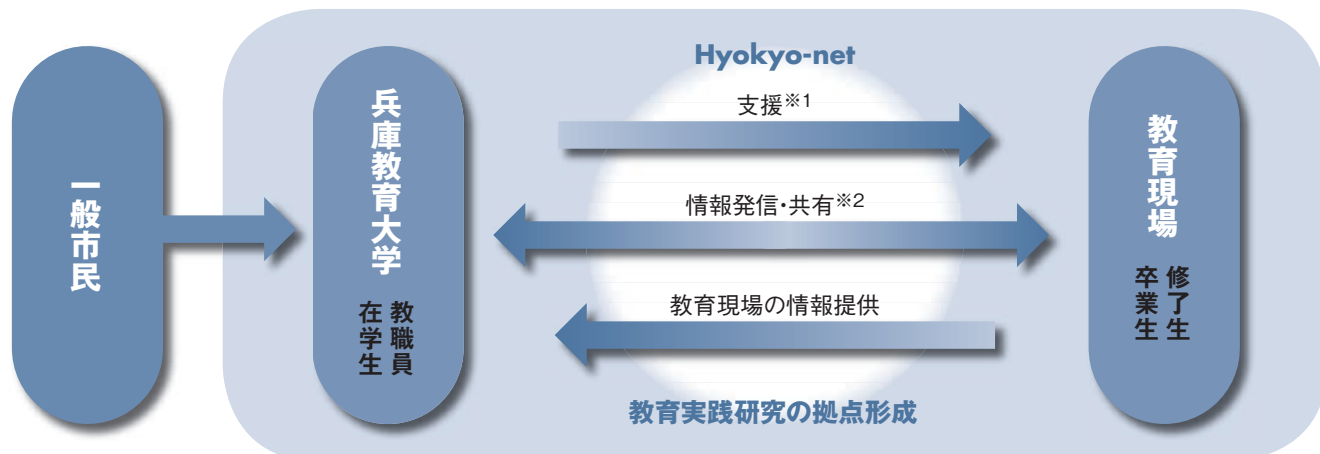 Hyokyo-net
一般市民
兵庫教育大学
教職員
在学生
支援※1
情報発信・共有※2
教育現場の情報提供
教育現場
修了生
卒業生
教育実践研究の拠点形成